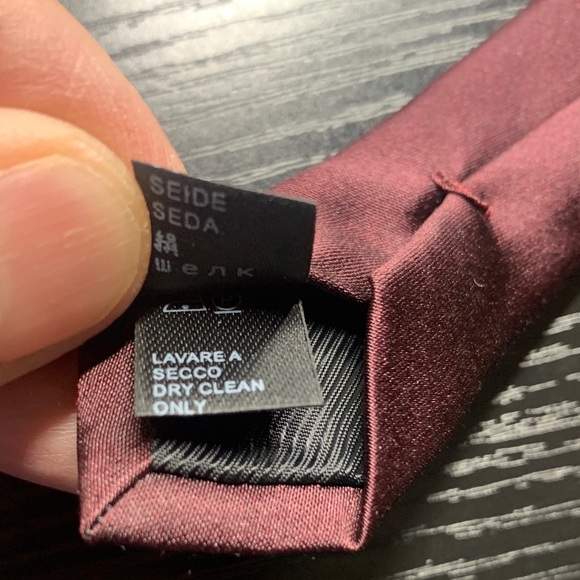 SEIDE
SEDA
絹
шелк
LAVARE A
SECCO
DRY CLEAN
ONLY